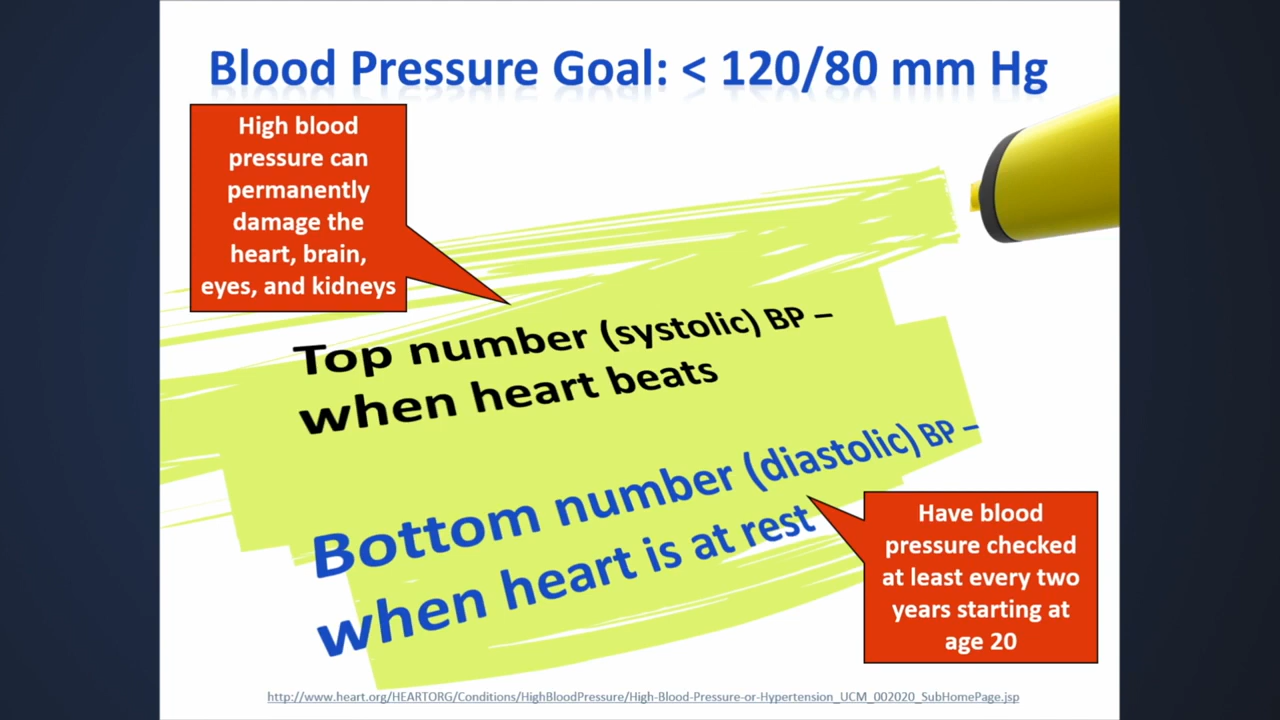 Blood Pressure Goal: < 120/80 mm Hg
High blood
pressure can
permanently
damage the
heart, brain,
eyes, and kidneys
Top number (systolic) BP –
when heart beats
Bottom number (diastolic) BP –
when heart is at rest
Have blood
pressure checked
at least every two
years starting at
age 20
http://www.heart.org/HEARTORG/Conditions/HighBloodPressure/High-Blood-Pressure-or-Hypertension_UCM_002020_SubHomePage.jsp